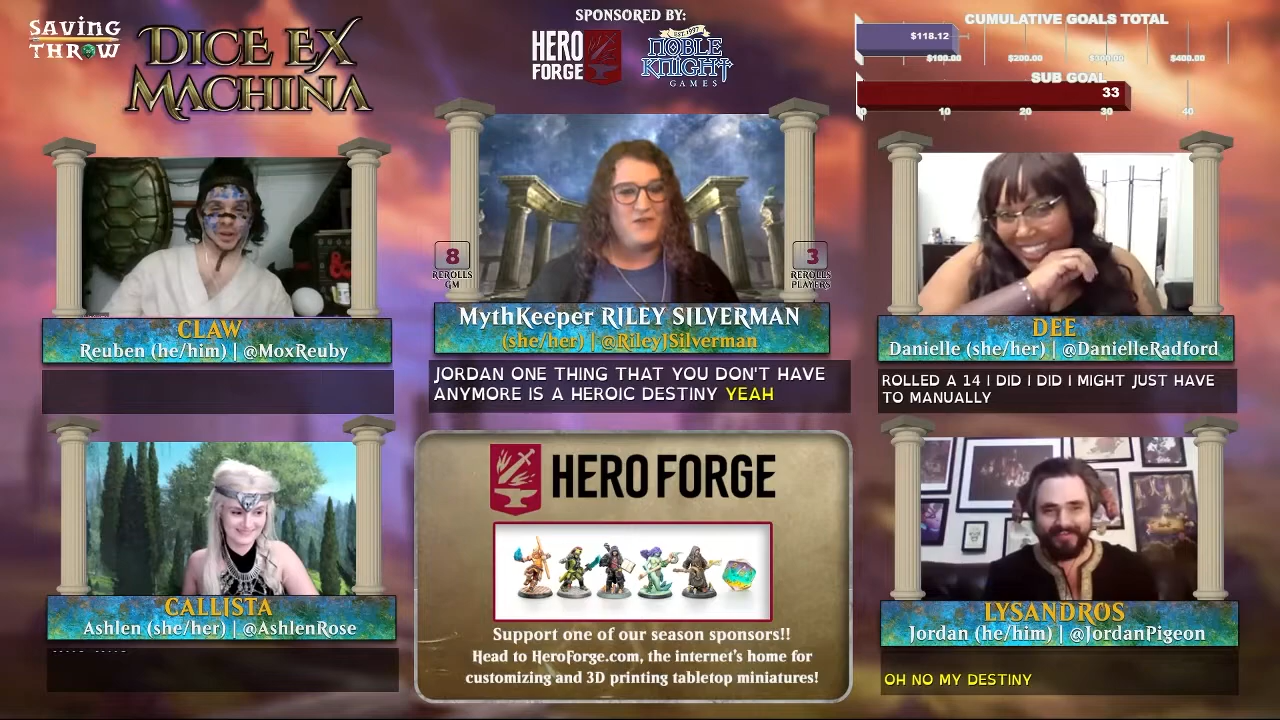 SAVING
THROW
DICE EX
MACHINA
SPONSORED BY:
HERO
FORGE
EST. 1997
NOBLE
KNIGHT
GAMES
CUMULATIVE GOALS TOTAL
$118.12
$100.00 $200.00 $300.00 $400.00
SUB GOAL
33
0 10 20 30 40
8
REROLLS
GM
3
REROLLS
PLAYERS
CLAW
Reuben (he/him) | @MoxReuby
MythKeeper RILEY SILVERMAN
(she/her) | @RileyJSilverman
JORDAN ONE THING THAT YOU DON'T HAVE
ANYMORE IS A HEROIC DESTINY YEAH
DEE
Danielle (she/her) | @DanielleRadford
ROLLED A 14 I DID I DID I MIGHT JUST HAVE
TO MANUALLY
CALLISTA
Ashlen (she/her) | @AshlenRose
HERO FORGE
Support one of our season sponsors!!
Head to HeroForge.com, the internet's home for
customizing and 3D printing tabletop miniatures!
LYSANDROS
Jordan (he/him) | @JordanPigeon
OH NO MY DESTINY